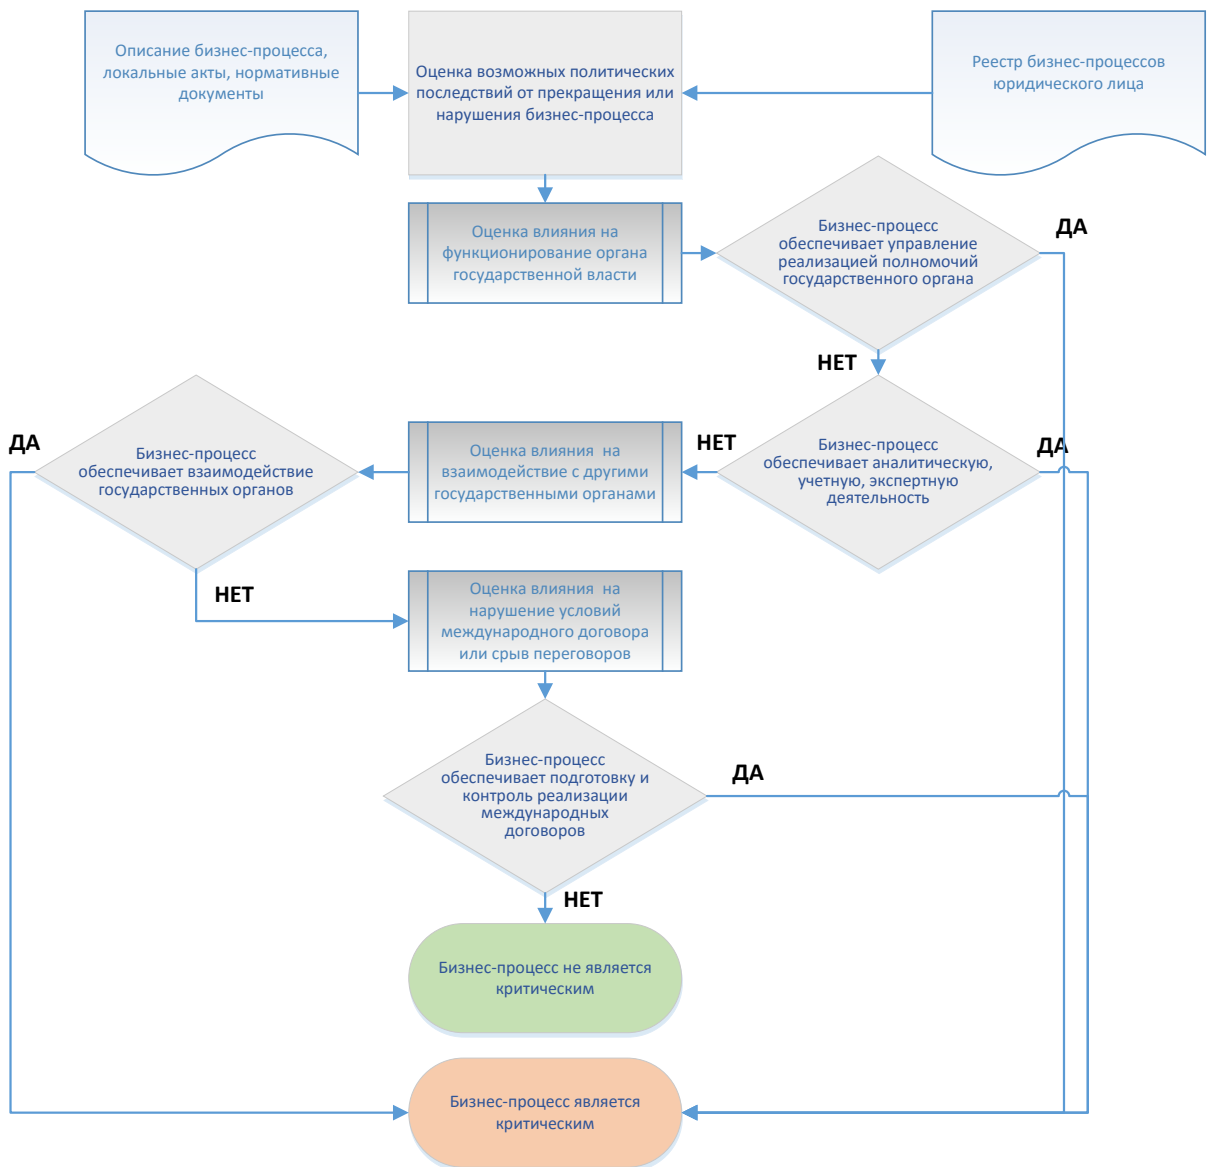 Описание бизнес-процесса,
локальные акты, нормативные
документы
Оценка возможных политических
последствий от прекращения или
нарушения бизнес-процесса
Реестр бизнес-процессов
юридического лица
Оценка влияния на
функционирование органа
государственной власти
Бизнес-процесс
обеспечивает управление
реализацией полномочий
государственного органа
ДА
НЕТ
ДА
Бизнес-процесс
обеспечивает взаимодействие
государственных органов
Оценка влияния на
взаимодействие с другими
государственными органами
НЕТ
Бизнес-процесс
обеспечивает аналитическую,
учетную, экспертную
деятельность
ДА
НЕТ
Оценка влияния на
нарушение условий
международного договора
или срыв переговоров
Бизнес-процесс
обеспечивает подготовку и
контроль реализации
международных
договоров
ДА
НЕТ
Бизнес-процесс не является
критическим
Бизнес-процесс является
критическим